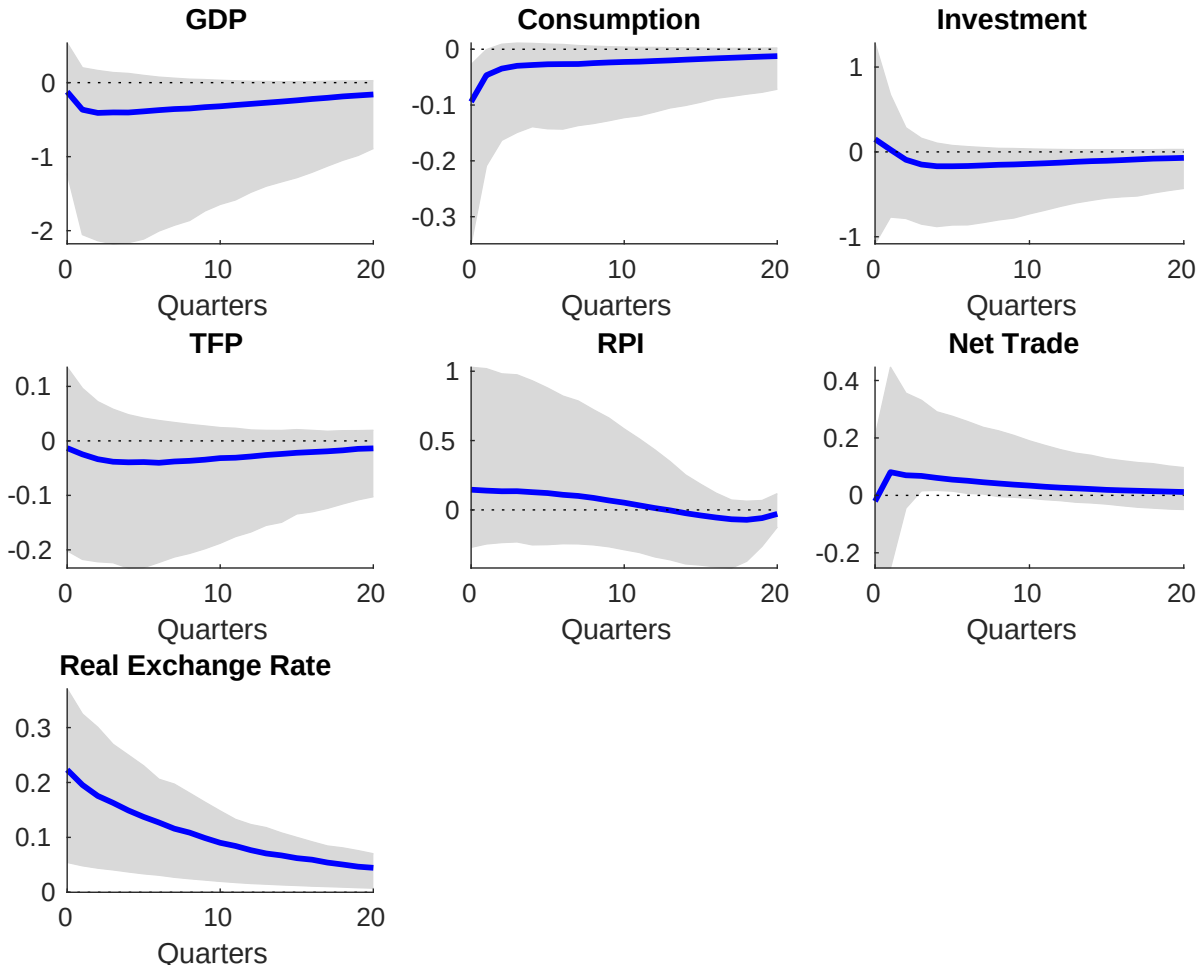 GDP
0
-1
-2
0 10 20
Quarters
Consumption
0
-0.1
-0.2
-0.3
0 10 20
Quarters
Investment
1
0
-1
0 10 20
Quarters
TFP
0.1
0
-0.1
-0.2
0 10 20
Quarters
RPI
1
0.5
0
0 10 20
Quarters
Net Trade
0.4
0.2
0
-0.2
0 10 20
Quarters
Real Exchange Rate
0.3
0.2
0.1
0
0 10 20
Quarters